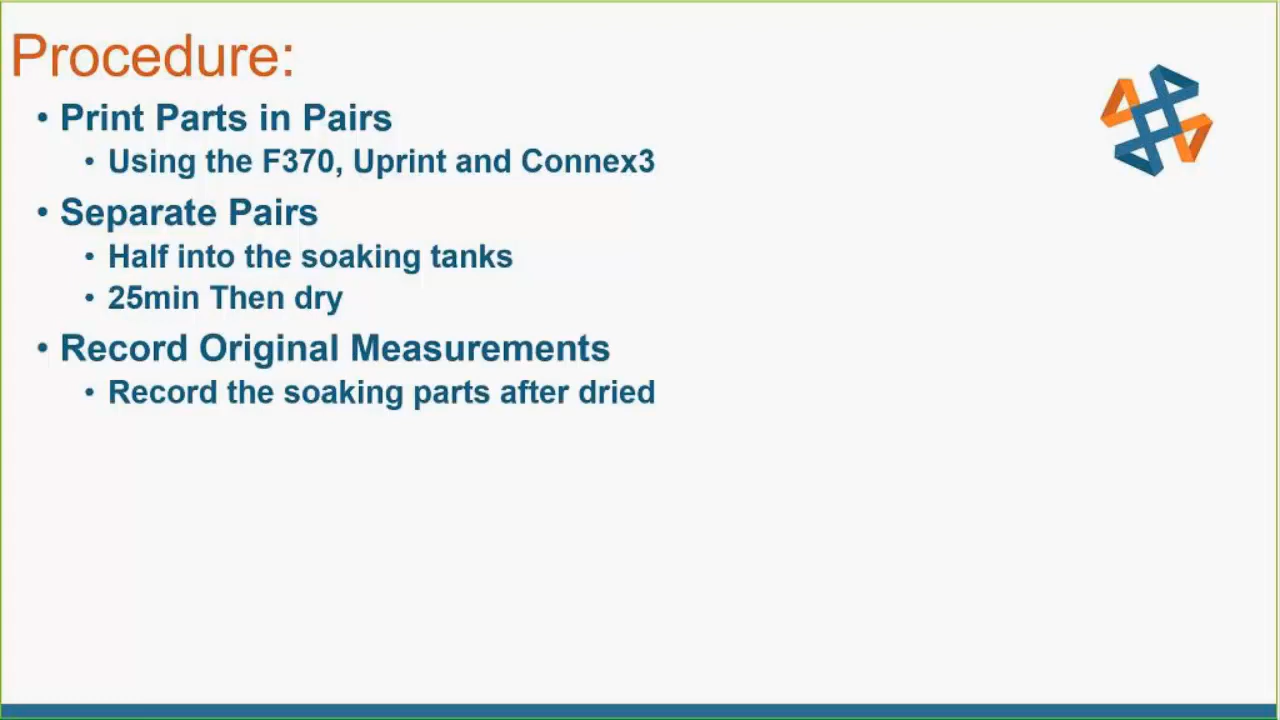 Procedure:
• Print Parts in Pairs
• Using the F370, Uprint and Connex3
• Separate Pairs
• Half into the soaking tanks
• 25min Then dry
• Record Original Measurements
• Record the soaking parts after dried